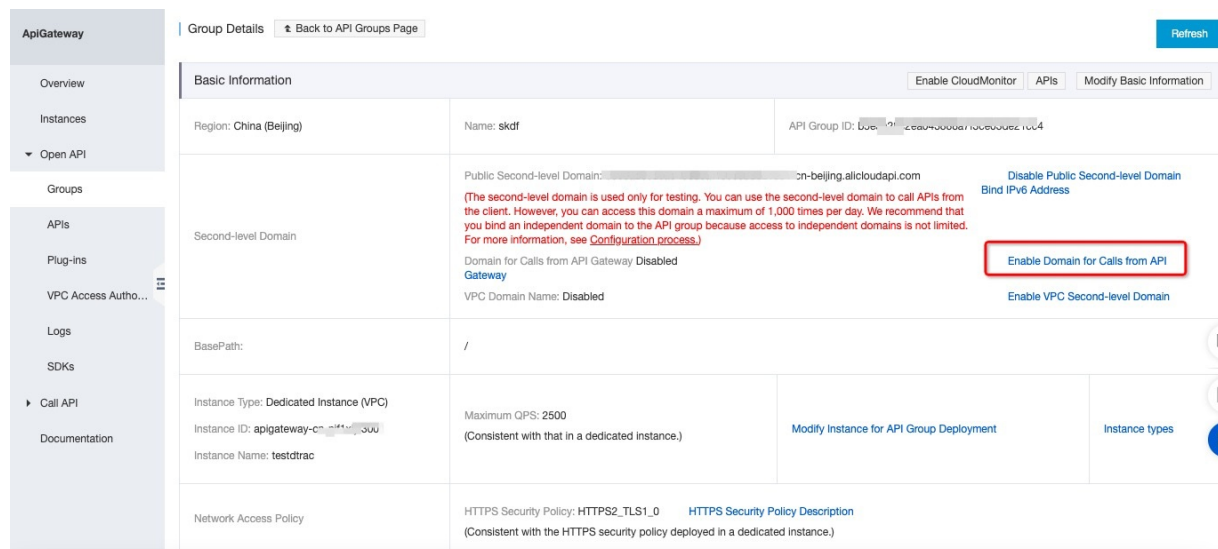 ApiGateway
Group Details
Back to API Groups Page
Refresh
Overview
Instances
Open API
Groups
APIs
Plug-ins
VPC Access Autho...
Logs
SDKs
Call API
Documentation
Basic Information
Enable CloudMonitor
APIs
Modify Basic Information
Region: China (Beijing)
Name: skdf
API Group ID:
Second-level Domain
Public Second-level Domain: cn-beijing.alicloudapi.com
Disable Public Second-level Domain
Bind IPv6 Address
(The second-level domain is used only for testing. You can use the second-level domain to call APIs from
the client. However, you can access this domain a maximum of 1,000 times per day. We recommend that
you bind an independent domain to the API group because access to independent domains is not limited.
For more information, see Configuration process.)
Domain for Calls from API Gateway Disabled
Enable Domain for Calls from API
Gateway
VPC Domain Name: Disabled
Enable VPC Second-level Domain
BasePath:
/
Instance Type: Dedicated Instance (VPC)
Instance ID:
Instance Name: testdtrac
Maximum QPS: 2500
(Consistent with that in a dedicated instance.)
Modify Instance for API Group Deployment
Instance types
Network Access Policy
HTTPS Security Policy: HTTPS2_TLS1_0
HTTPS Security Policy Description
(Consistent with the HTTPS security policy deployed in a dedicated instance.)